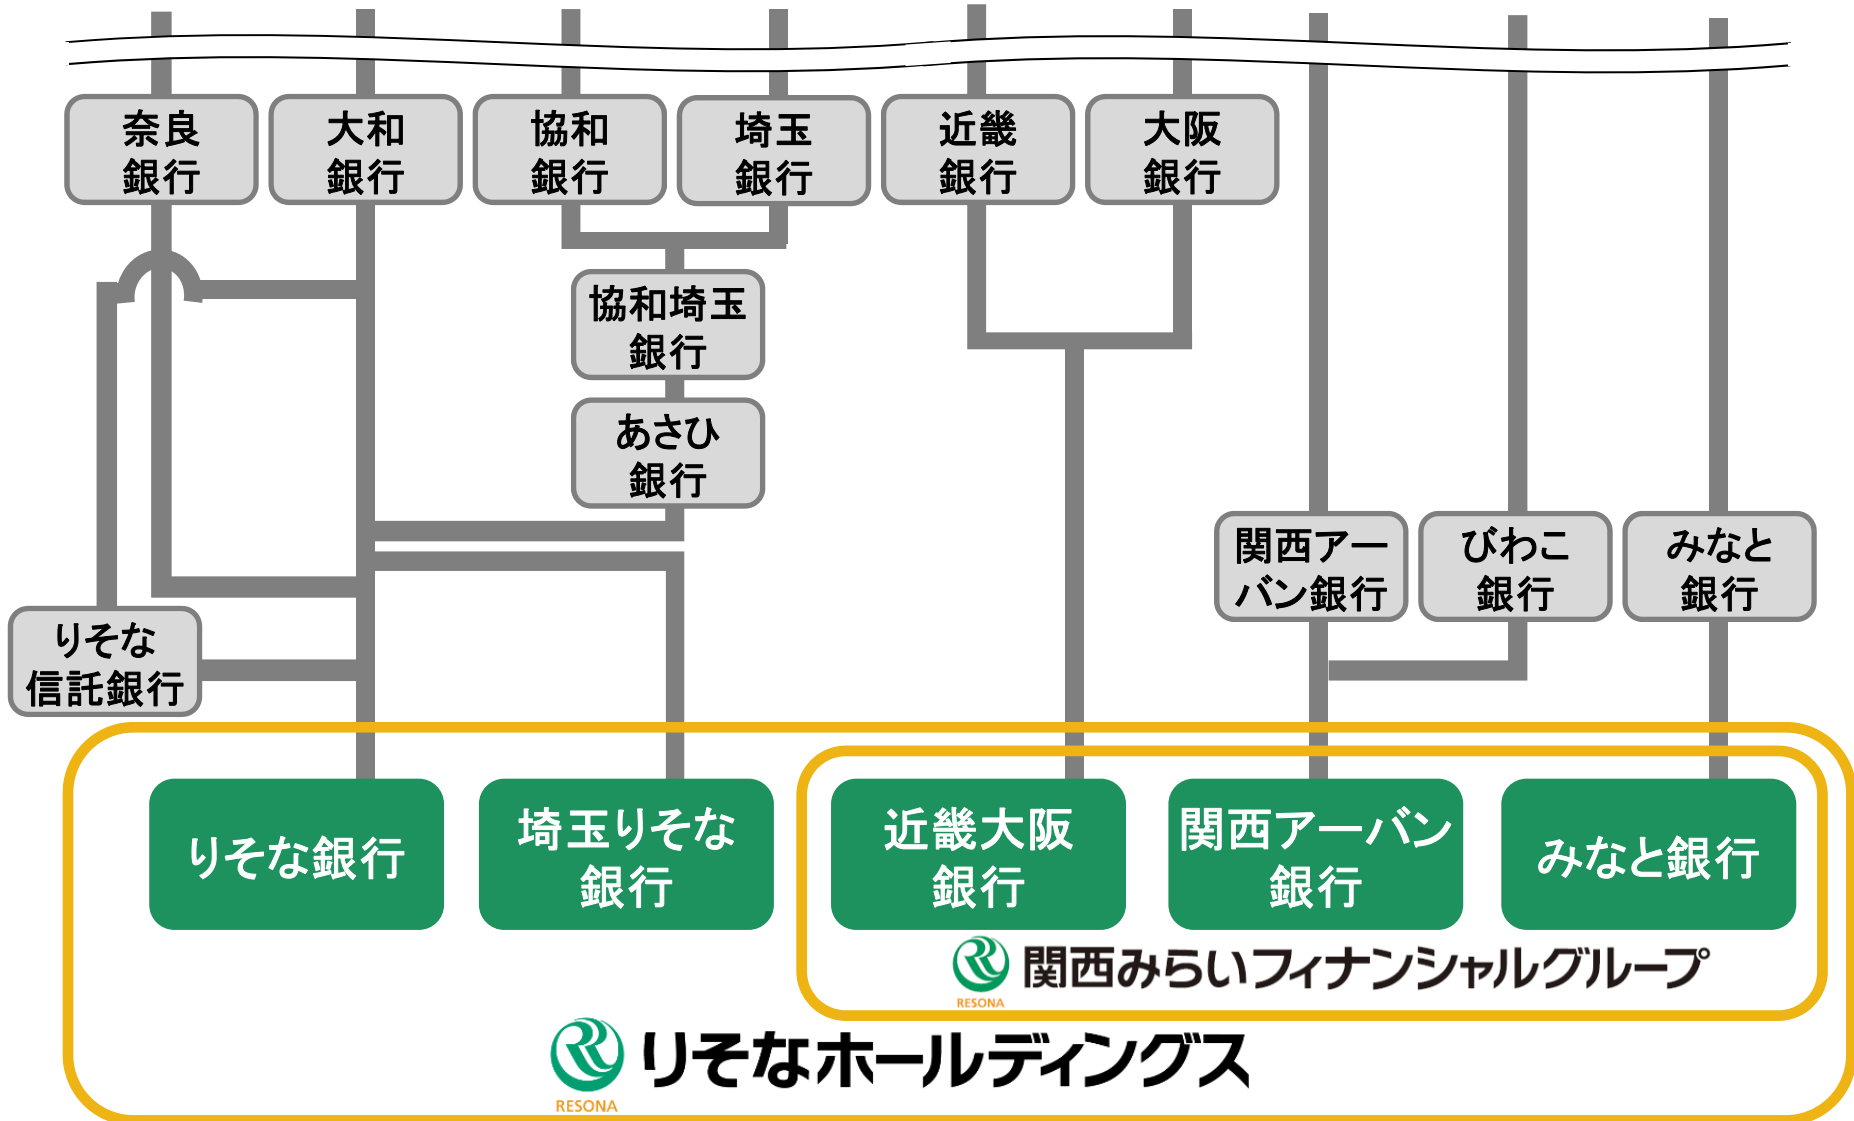 奈良
銀行
大和
銀行
協和
銀行
埼玉
銀行
近畿
銀行
大阪
銀行
協和埼玉
銀行
あさひ
銀行
関西アー
バン銀行
びわこ
銀行
みなと
銀行
りそな
信託銀行
りそな銀行
埼玉りそな
銀行
近畿大阪
銀行
関西アーバン
銀行
みなと銀行
RESONA
関西みらいフィナンシャルグループ
RESONA
りそなホールディングス